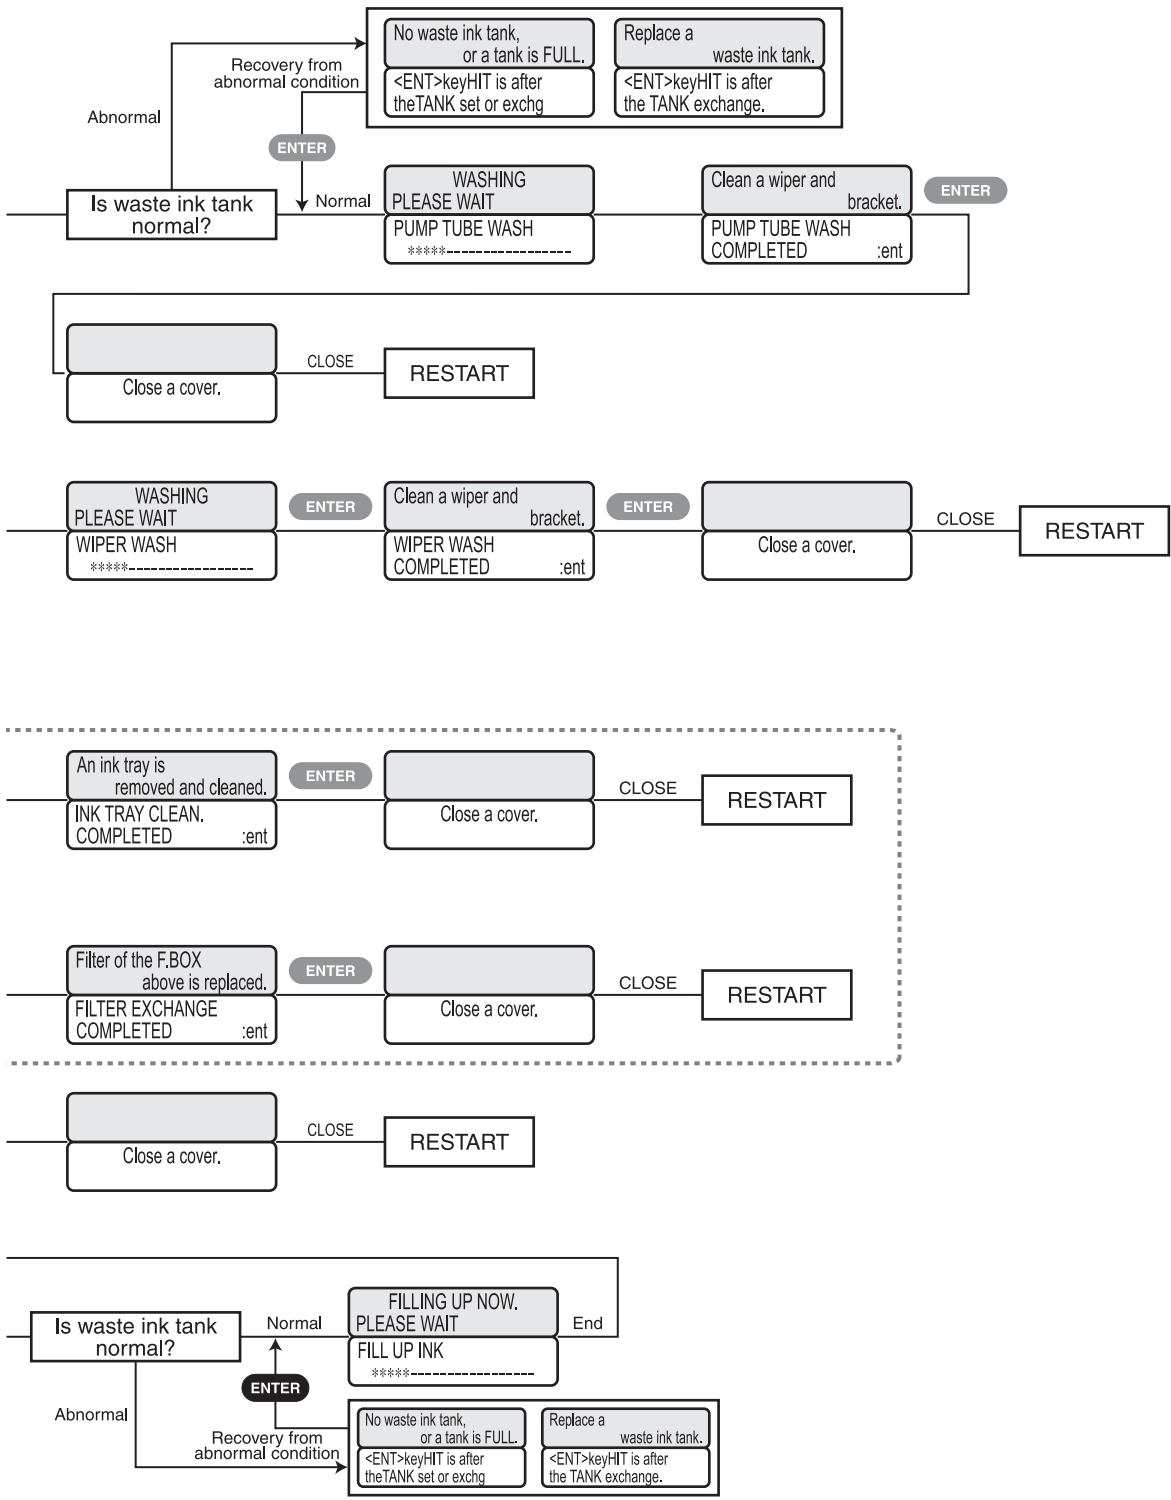 No waste ink tank,
or a tank is FULL.
<ENT>keyHIT is after
theTANK set or exchg
Replace a
waste ink tank.
<ENT>keyHIT is after
the TANK exchange.
Recovery from
abnormal condition
Abnormal
ENTER
Is waste ink tank
normal?
Normal
WASHING
PLEASE WAIT
PUMP TUBE WASH
*****-----------------
Clean a wiper and
bracket.
PUMP TUBE WASH
COMPLETED :ent
ENTER
Close a cover.
CLOSE
RESTART
WASHING
PLEASE WAIT
WIPER WASH
*****-----------------
ENTER
Clean a wiper and
bracket.
WIPER WASH
COMPLETED :ent
ENTER
Close a cover.
CLOSE
RESTART
An ink tray is
removed and cleaned.
INK TRAY CLEAN.
COMPLETED :ent
ENTER
Close a cover.
CLOSE
RESTART
Filter of the F.BOX
above is replaced.
FILTER EXCHANGE
COMPLETED :ent
ENTER
Close a cover.
CLOSE
RESTART
Close a cover.
CLOSE
RESTART
Is waste ink tank
normal?
Normal
FILLING UP NOW.
PLEASE WAIT
FILL UP INK
*****-----------------
End
ENTER
Abnormal
Recovery from
abnormal condition
No waste ink tank,
or a tank is FULL.
<ENT>keyHIT is after
theTANK set or exchg
Replace a
waste ink tank.
<ENT>keyHIT is after
the TANK exchange.